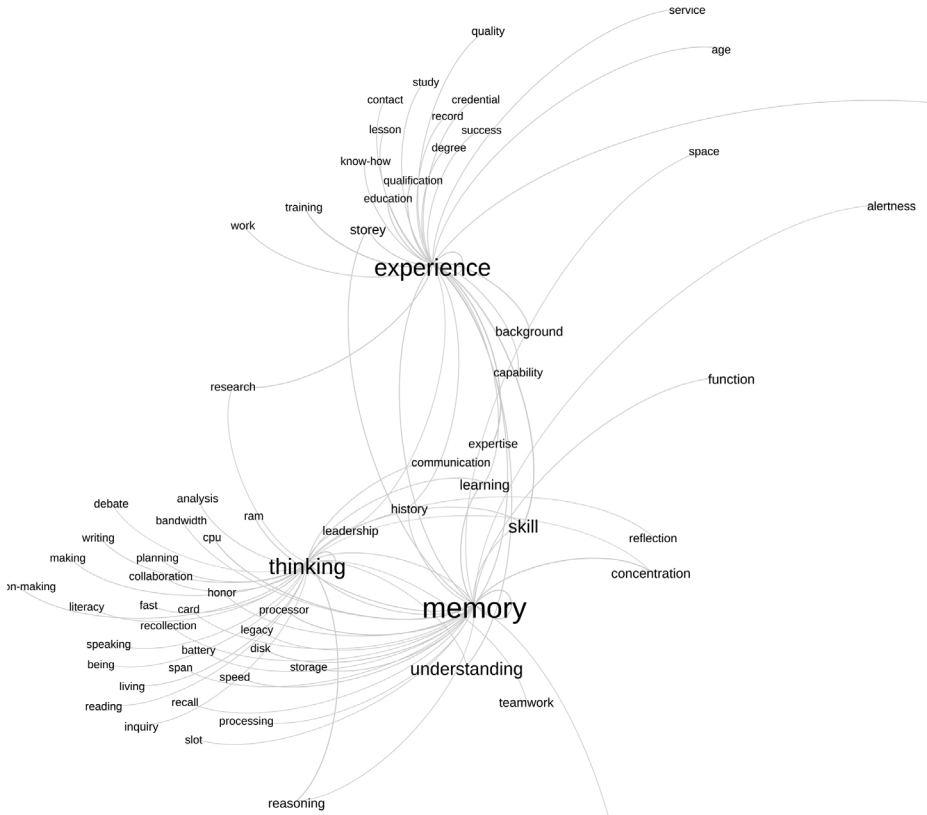 service
quality
age
study
contact
credential
record
lesson
success
degree
space
know-how
qualification
education
training
alertness
work
storey
experience
background
capability
function
research
expertise
communication
learning
analysis
debate
history
bandwidth
ram
skill
leadership
writing
cpu
reflection
making
planning
thinking
concentration
collaboration
on-making
honor
literacy
fast
card
processor
memory
recollection
legacy
speaking
battery
disk
being
span
storage
understanding
speed
living
recall
teamwork
reading
processing
inquiry
slot
reasoning